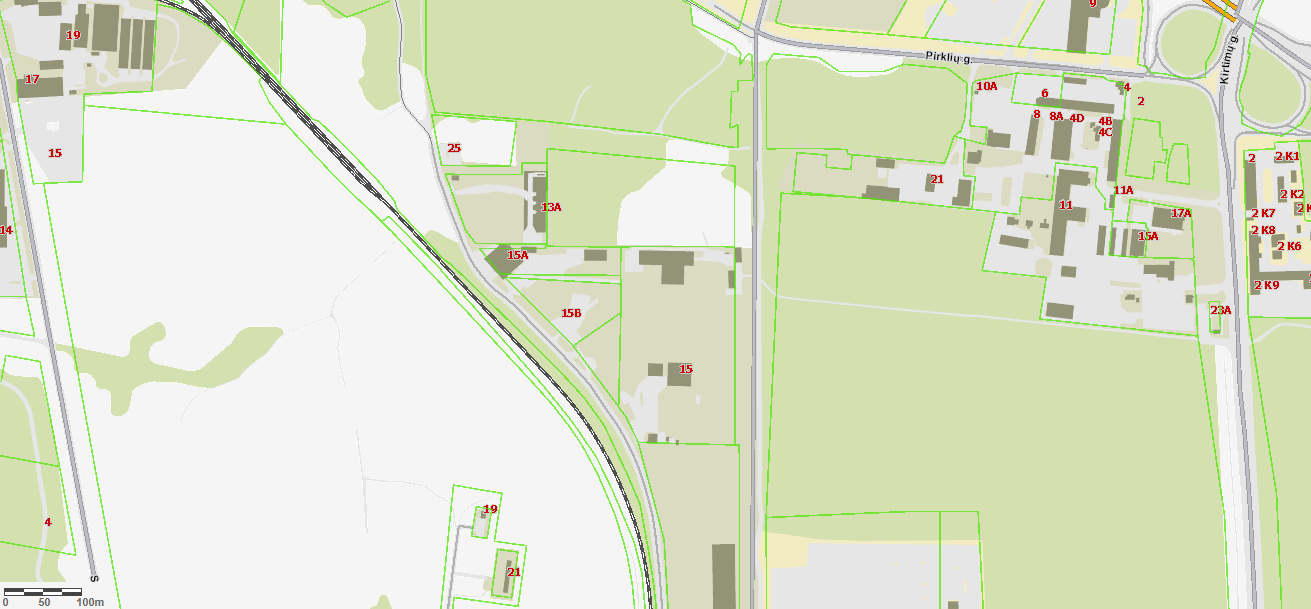 9
19
Pirklių g.
Kirtimų g.
17
10A
6
4
2
8
8A
4D
4B
4C
15
25
2
2 K1
21
11A
2 K2
13A
11
17A
2 K7
14
15A
2 K8
2 K6
15A
2 K9
15B
23A
15
19
4
21
S
0 50 100m